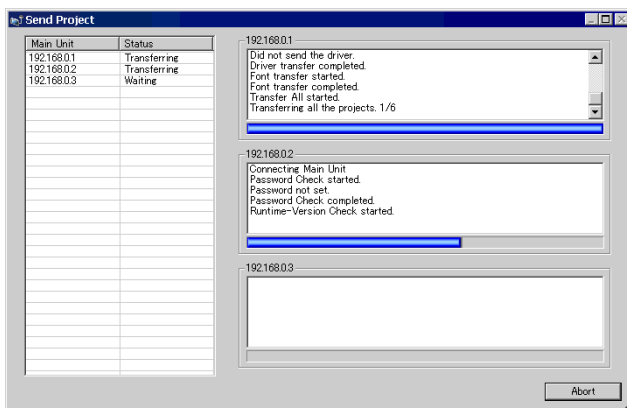 Send Project
Main Unit Status
192.168.0.1 Transferring
192.168.0.2 Transferring
192.168.0.3 Waiting
192.168.0.1
Did not send the driver.
Driver transfer completed.
Font transfer started.
Font transfer completed.
Transfer All started.
Transferring all the projects. 1/6
192.168.0.2
Connecting Main Unit
Password Check started.
Password not set.
Password Check completed.
Runtime-Version Check started.
192.168.0.3
Abort